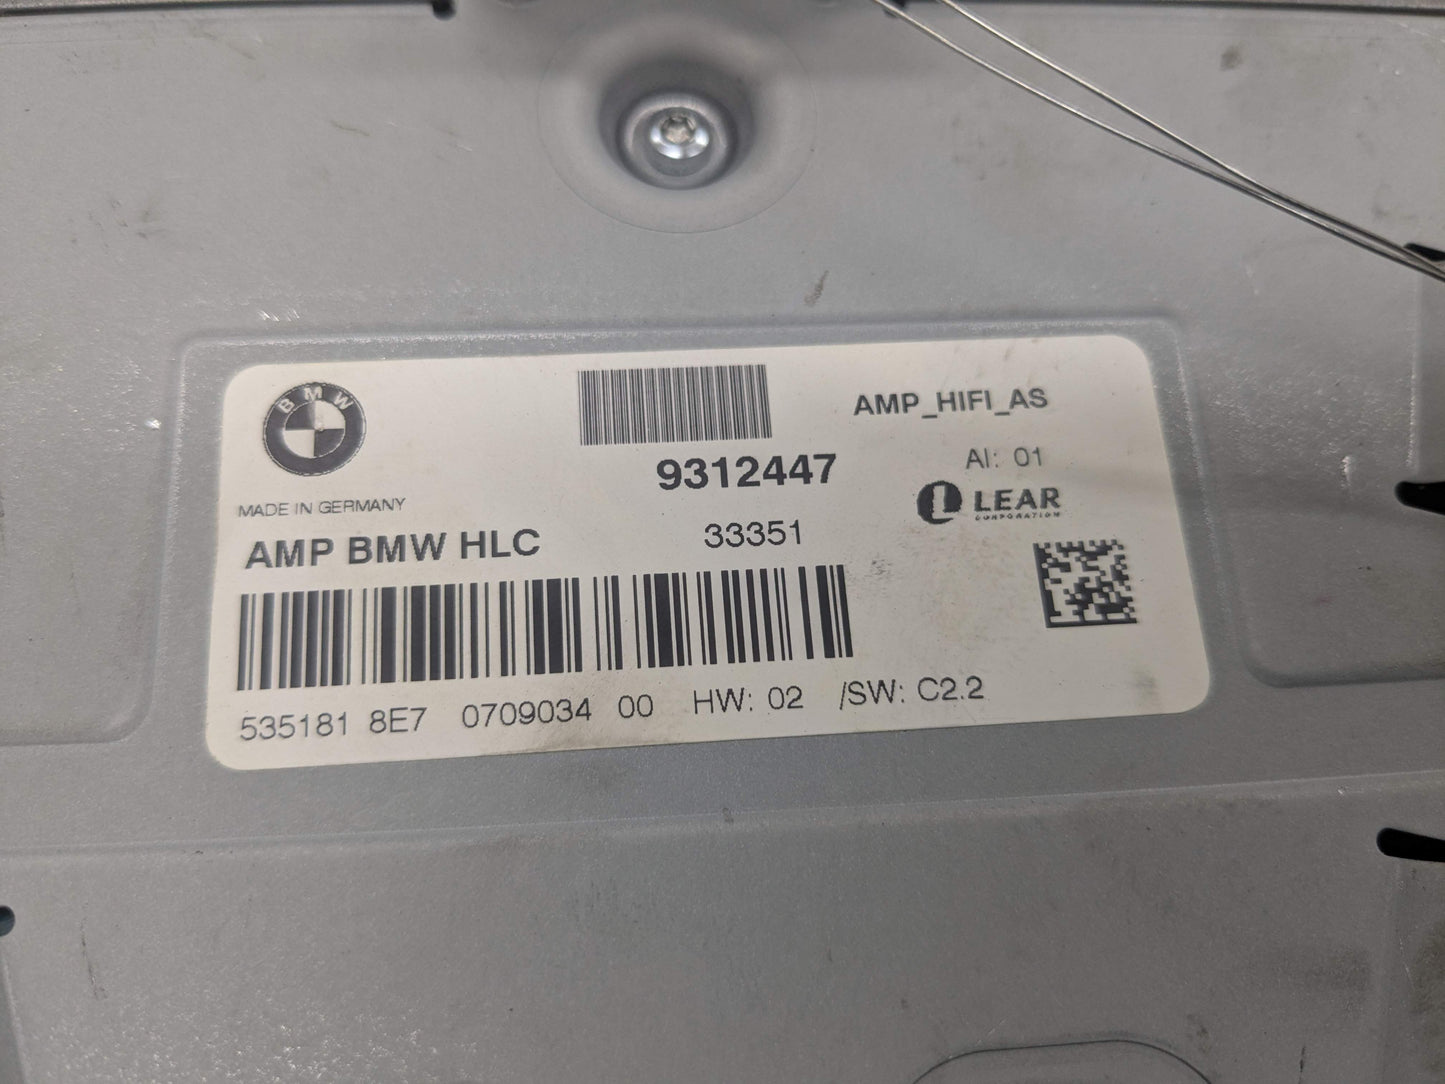 BMW
AMP_HIFI_AS
9312447
AI: 01
MADE IN GERMANY
LEAR
CORPORATION
AMP BMW HLC
33351
535181 8E7 0709034 00 HW: 02 /SW: C2.2